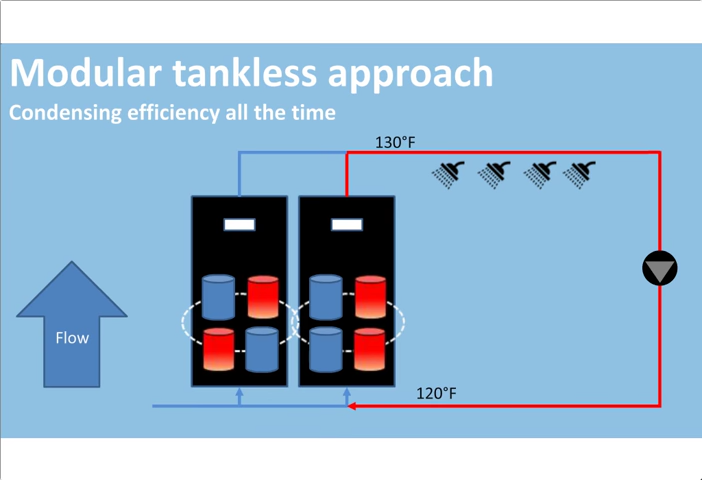 Modular tankless approach
Condensing efficiency all the time
130°F
Flow
120°F